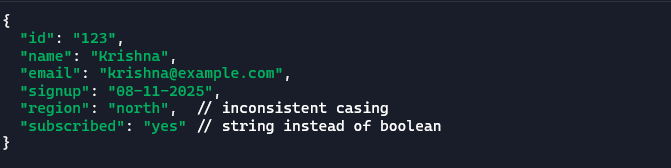 {
"id": "123",
"name": "Krishna",
"email": "krishna@example.com",
"signup": "08-11-2025",
"region": "north",  // inconsistent casing
"subscribed": "yes" // string instead of boolean
}